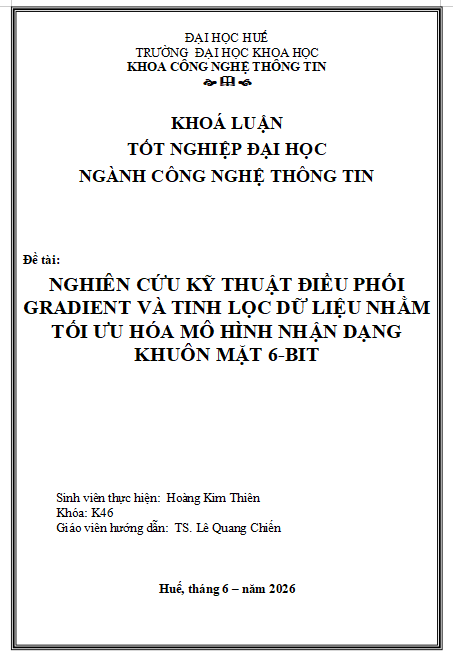 ĐẠI HỌC HUẾ
TRƯỜNG ĐẠI HỌC KHOA HỌC
KHOA CÔNG NGHỆ THÔNG TIN
KHOÁ LUẬN
TỐT NGHIỆP ĐẠI HỌC
NGÀNH CÔNG NGHỆ THÔNG TIN
Đề tài:
NGHIÊN CỨU KỸ THUẬT ĐIỀU PHỐI
GRADIENT VÀ TINH LỌC DỮ LIỆU NHẰM
TỐI ƯU HÓA MÔ HÌNH NHẬN DẠNG
KHUÔN MẶT 6-BIT
Sinh viên thực hiện: Hoàng Kim Thiên
Khóa: K46
Giáo viên hướng dẫn: TS. Lê Quang Chiến
Huế, tháng 6 – năm 2026